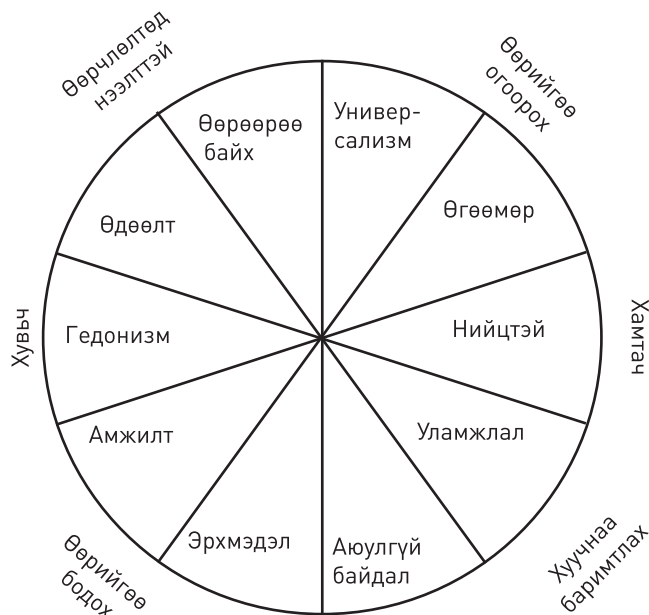 Өөрчлөлтөд
нээлттэй
Өөрийгөө
огоорох
Өөрөөрөө
байх
Универ-
сализм
Өдөөлт
Өгөөмөр
Хувьч
Гедонизм
Нийцтэй
Хамтач
Амжилт
Уламжлал
Эрхмэдэл
Аюулгүй
байдал
Өөрийгөө
бодох
Хуучнаа
баримтлах